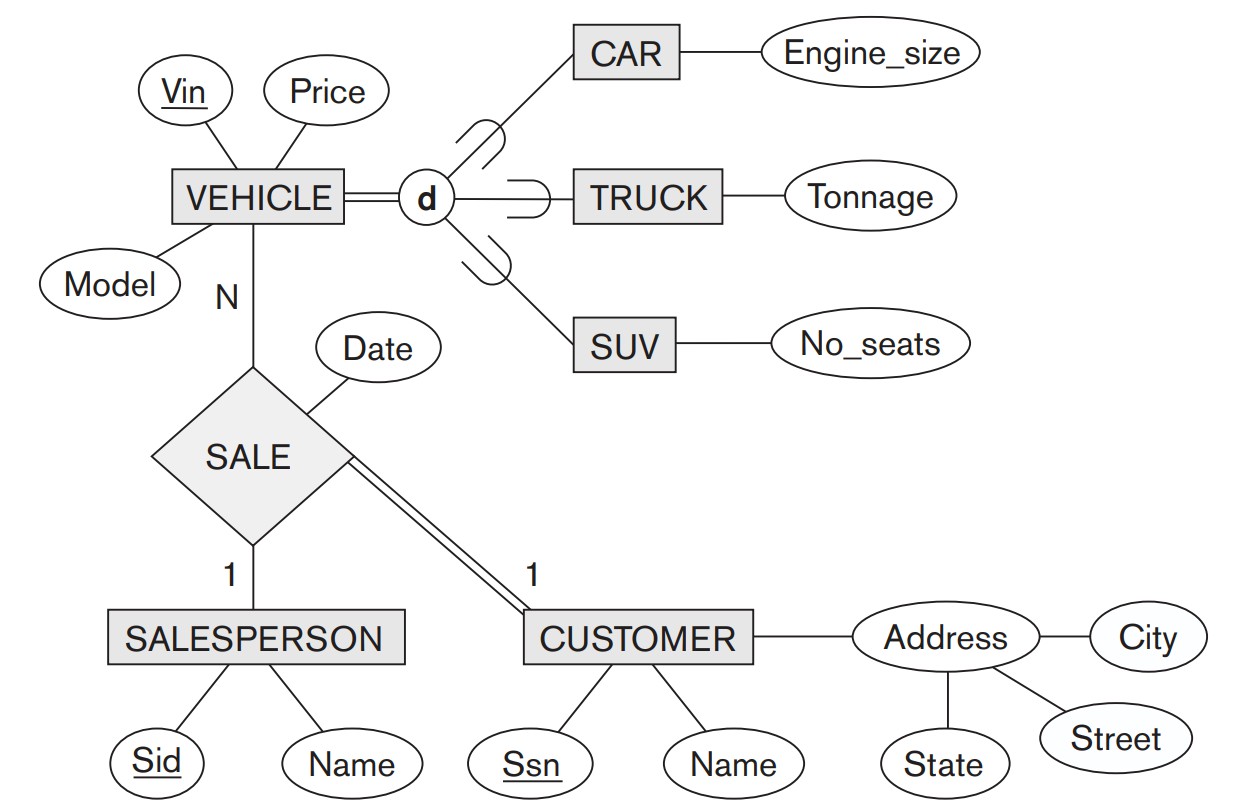 CAR
Engine_size
Vin
Price
VEHICLE
d
TRUCK
Tonnage
Model
N
SUV
No_seats
Date
SALE
1
1
SALESPERSON
CUSTOMER
Address
City
Street
Sid
Name
Ssn
Name
State